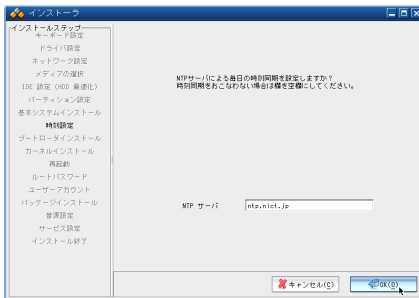 インストーラ
インストールステップ
キーボード設定
ドライバ設定
ネットワーク設定
メディアの選択
IDE 設定 (HDD 最適化)
パーティション設定
基本システムインストール
時刻設定
ブートローダインストール
カーネルインストール
再起動
ルートパスワード
ユーザーアカウント
パッケージインストール
音源設定
サービス設定
インストール終了
NTPサーバによる毎日の時刻同期を設定しますか?
時刻同期をおこなわない場合は欄を空欄にしてください。
NTP サーバ
ntp.nict.jp
キャンセル(C)
OK(O)